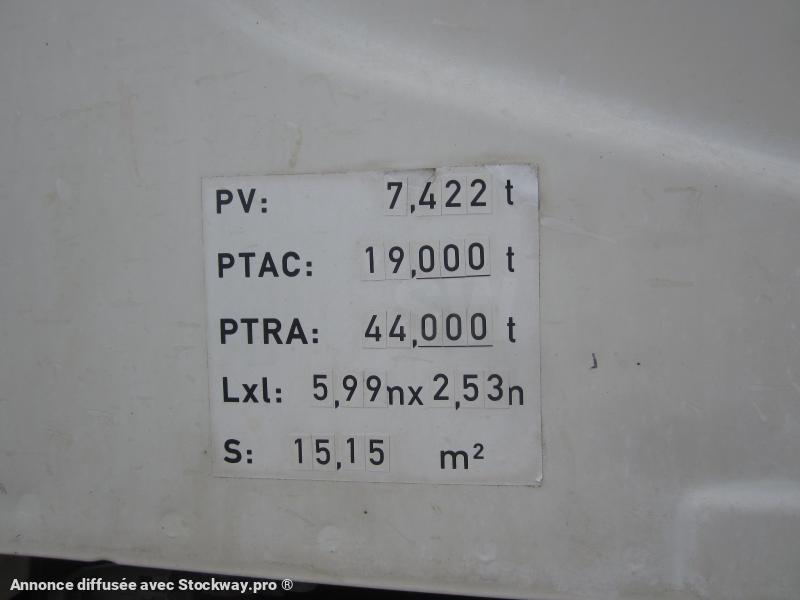 PV: 7,422 t
PTAC: 19,000 t
PTRA: 44,000 t
Lxl: 5,99nx2,53n
S: 15,15 m²
Annonce diffusée avec Stockway.pro ®